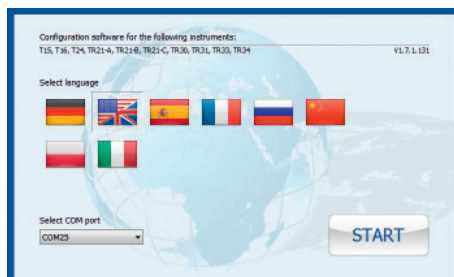 Configuration software for the following instruments:
T15, T16, T24, TR21-A, TR21-B, TR21-C, TR30, TR31, TR33, TR34
V1.7.1.131
Select language
Select COM port
COM25
START